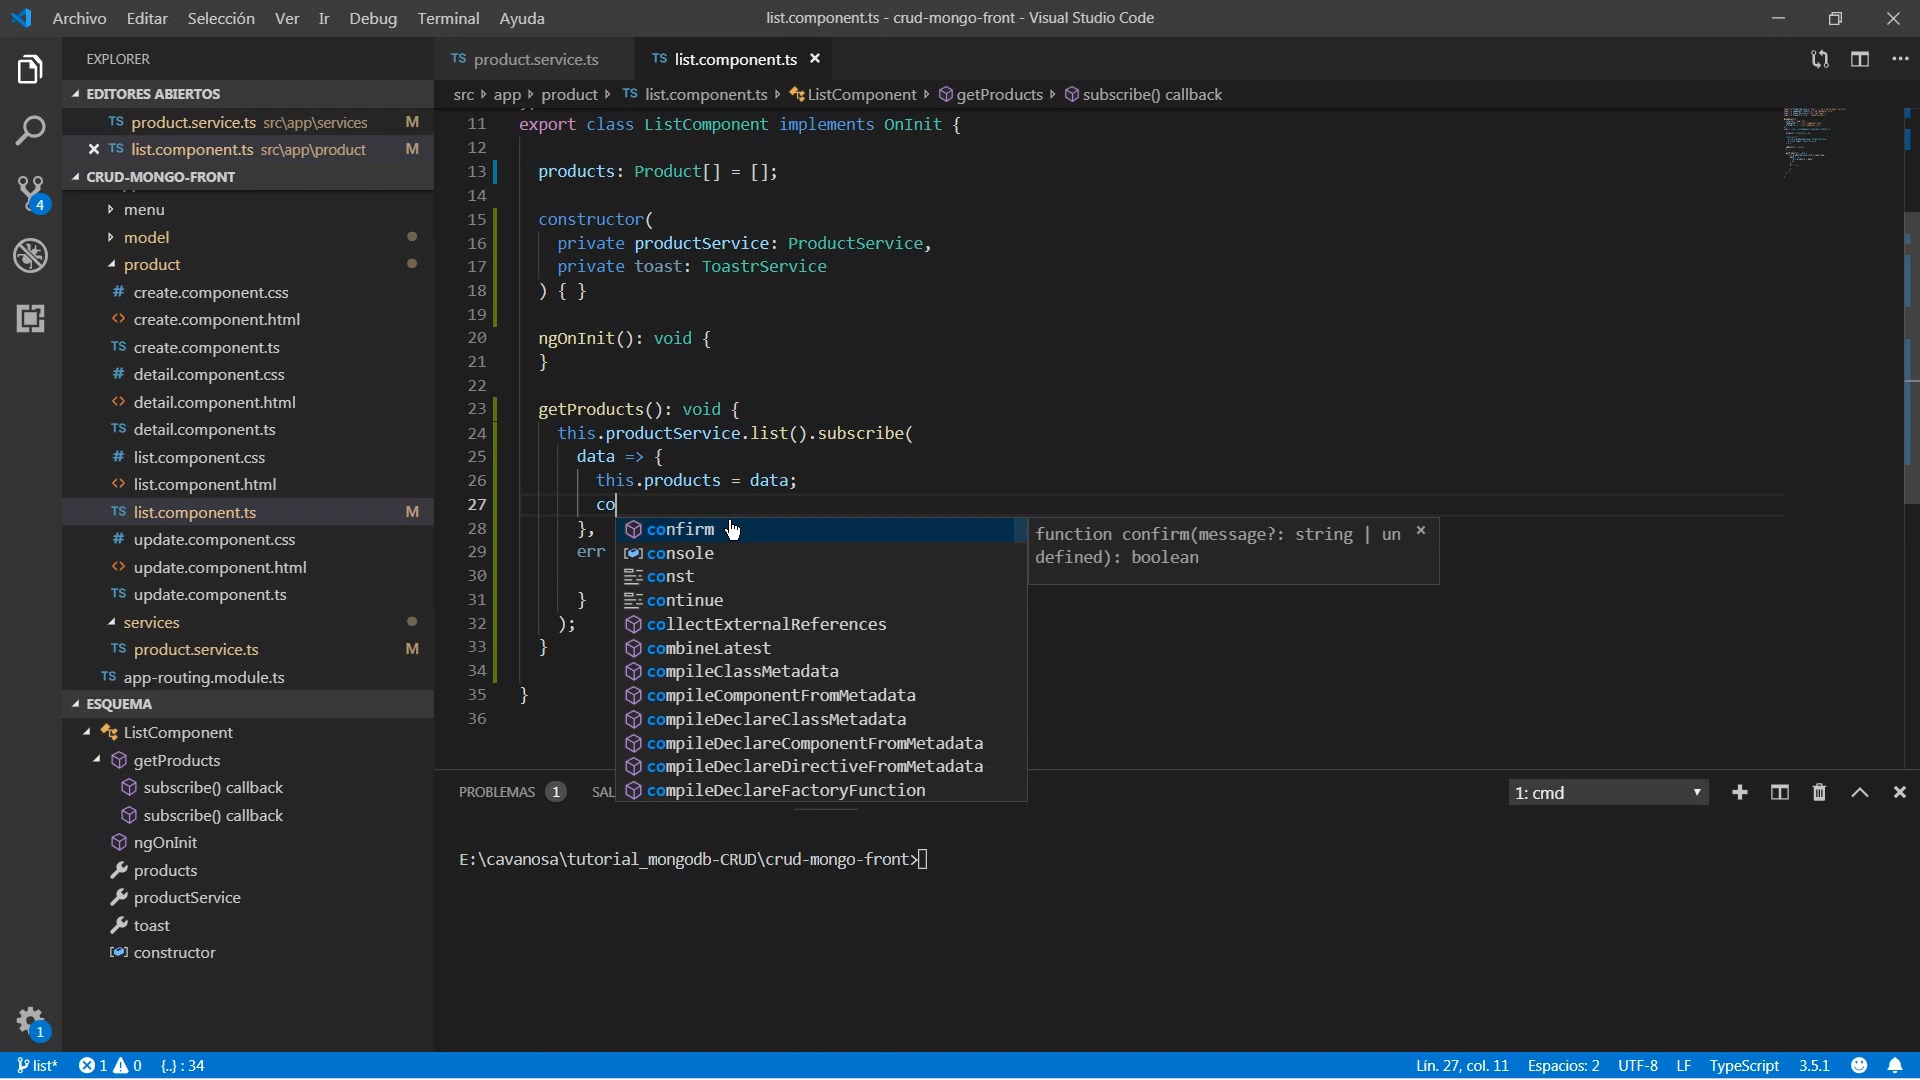 Archivo Editar Selección Ver Ir Debug Terminal Ayuda
list.component.ts - crud-mongo-front - Visual Studio Code
EXPLORER
EDITORES ABIERTOS
TS product.service.ts src\app\services M
TS list.component.ts src\app\product M
CRUD-MONGO-FRONT
menu
model
product
# create.component.css
<> create.component.html
TS create.component.ts
# detail.component.css
<> detail.component.html
TS detail.component.ts
# list.component.css
<> list.component.html
TS list.component.ts M
# update.component.css
<> update.component.html
TS update.component.ts
services
TS product.service.ts M
TS app-routing.module.ts
ESQUEMA
ListComponent
getProducts
subscribe() callback
subscribe() callback
ngOnInit
products
productService
toast
constructor
4
1
TS product.service.ts
TS list.component.ts
src app product TS list.component.ts ListComponent getProducts subscribe() callback
11 export class ListComponent implements OnInit {
12
13 products: Product[] = [];
14
15 constructor(
16 private productService: ProductService,
17 private toast: ToastrService
18 ) { }
19
20 ngOnInit(): void {
21 }
22
23 getProducts(): void {
24 this.productService.list().subscribe(
25 data => {
26 this.products = data;
27 co
28 },
29 err
30
31 }
32 );
33 }
34
35 }
36
confirm
console
const
continue
collectExternalReferences
combineLatest
compileClassMetadata
compileComponentFromMetadata
compileDeclareClassMetadata
compileDeclareComponentFromMetadata
compileDeclareDirectiveFromMetadata
compileDeclareFactoryFunction
function confirm(message?: string | un
defined): boolean
PROBLEMAS 1 SAL
1: cmd
E:\cavanosa\tutorial_mongodb-CRUD\crud-mongo-front>
list* 1 0 {..} : 34
Lín. 27, col. 11 Espacios: 2 UTF-8 LF TypeScript 3.5.1